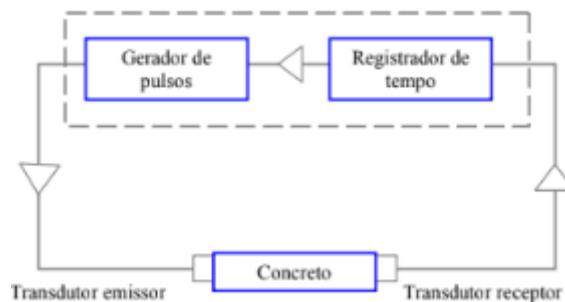 Gerador de
pulsos
Registrador de
tempo
Concreto
Transdutor emissor
Transdutor receptor